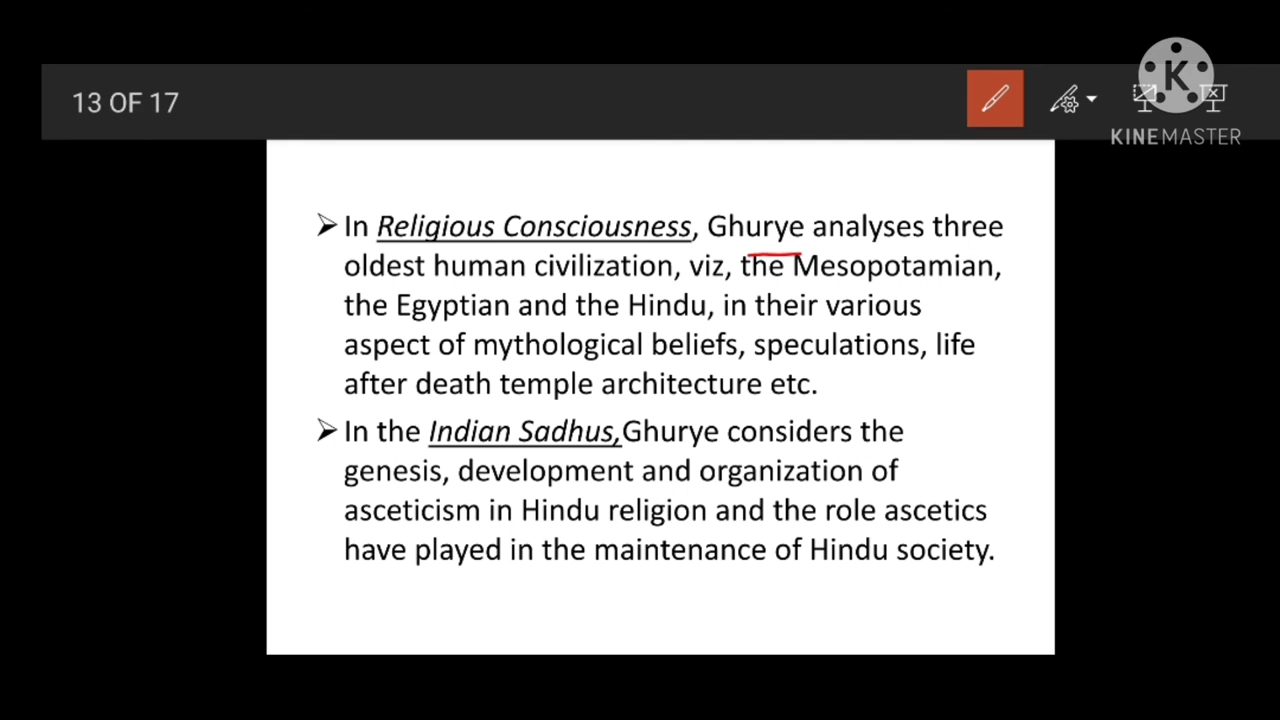 13 OF 17
K
KINEMASTER
➢ In Religious Consciousness, Ghurye analyses three
oldest human civilization, viz, the Mesopotamian,
the Egyptian and the Hindu, in their various
aspect of mythological beliefs, speculations, life
after death temple architecture etc.
➢ In the Indian Sadhus,Ghurye considers the
genesis, development and organization of
asceticism in Hindu religion and the role ascetics
have played in the maintenance of Hindu society.